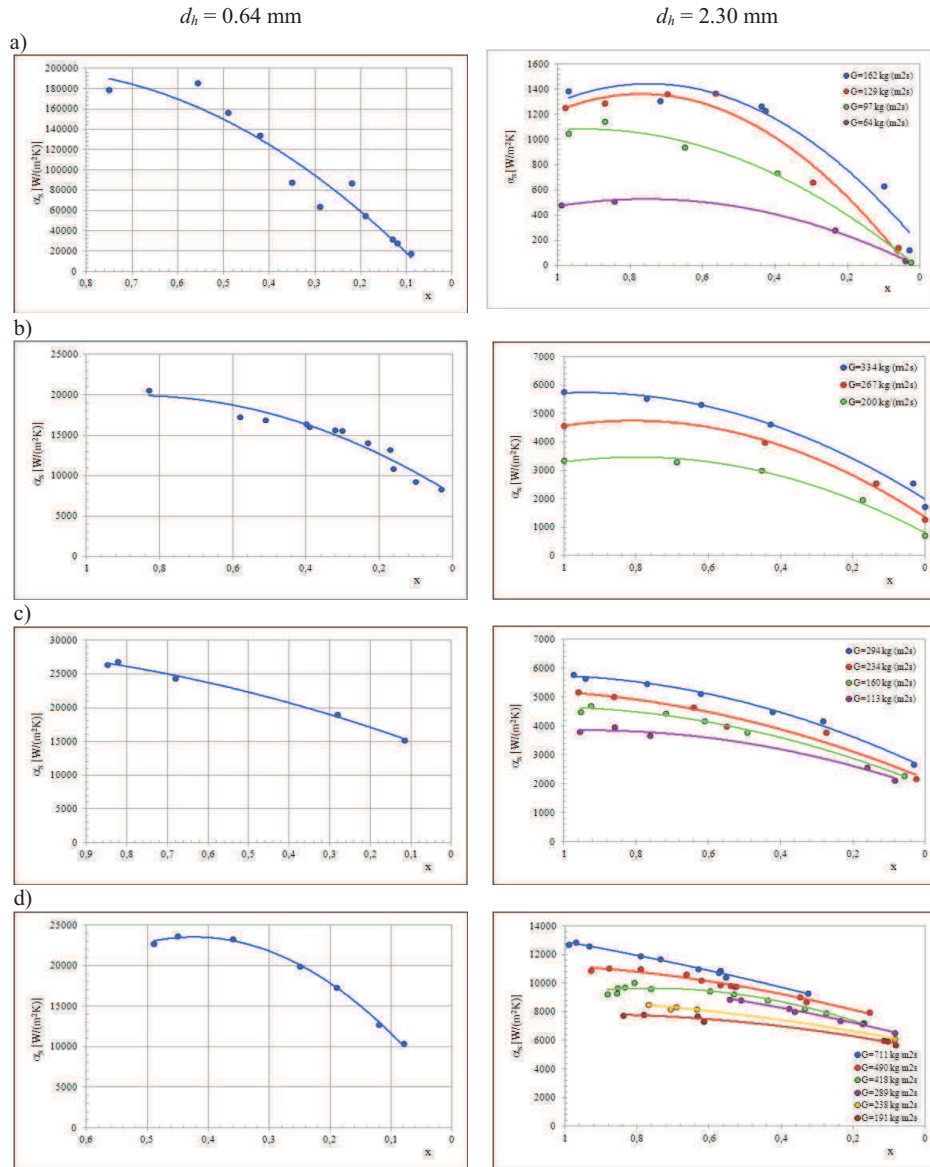 dh = 0.64 mm
dh = 2.30 mm
a)
αx [W/(m²K)]
200000
180000
160000
140000
120000
100000
80000
60000
40000
20000
0
0,8 0,7 0,6 0,5 0,4 0,3 0,2 0,1 0
x
α [W/m²K]
1600
1400
1200
1000
800
600
400
200
0
1 0,8 0,6 0,4 0,2 0
x
G=162 kg/(m2s)
G=129 kg/(m2s)
G=97 kg/(m2s)
G=64 kg/(m2s)
b)
αx [W/(m²K)]
25000
20000
15000
10000
5000
0
1 0,8 0,6 0,4 0,2 0
x
αx [W/(m²K)]
7000
6000
5000
4000
3000
2000
1000
0
1 0,8 0,6 0,4 0,2 0
x
G=334 kg/(m2s)
G=267 kg/(m2s)
G=200 kg/(m2s)
c)
αx [W/(m²K)]
30000
25000
20000
15000
10000
5000
0
0,9 0,8 0,7 0,6 0,5 0,4 0,3 0,2 0,1 0
x
αx [W/(m²K)]
7000
6000
5000
4000
3000
2000
1000
0
1 0,8 0,6 0,4 0,2 0
x
G=294 kg/(m2s)
G=234 kg/(m2s)
G=160 kg/(m2s)
G=113 kg/(m2s)
d)
αx [W/(m²K)]
25000
20000
15000
10000
5000
0
0,6 0,5 0,4 0,3 0,2 0,1 0
x
αx [W/(m²K)]
14000
12000
10000
8000
6000
4000
2000
0
1 0,8 0,6 0,4 0,2 0
x
G=711 kg/m2s
G=490 kg/m2s
G=418 kg/m2s
G=289 kg/m2s
G=238 kg/m2s
G=191 kg/m2s